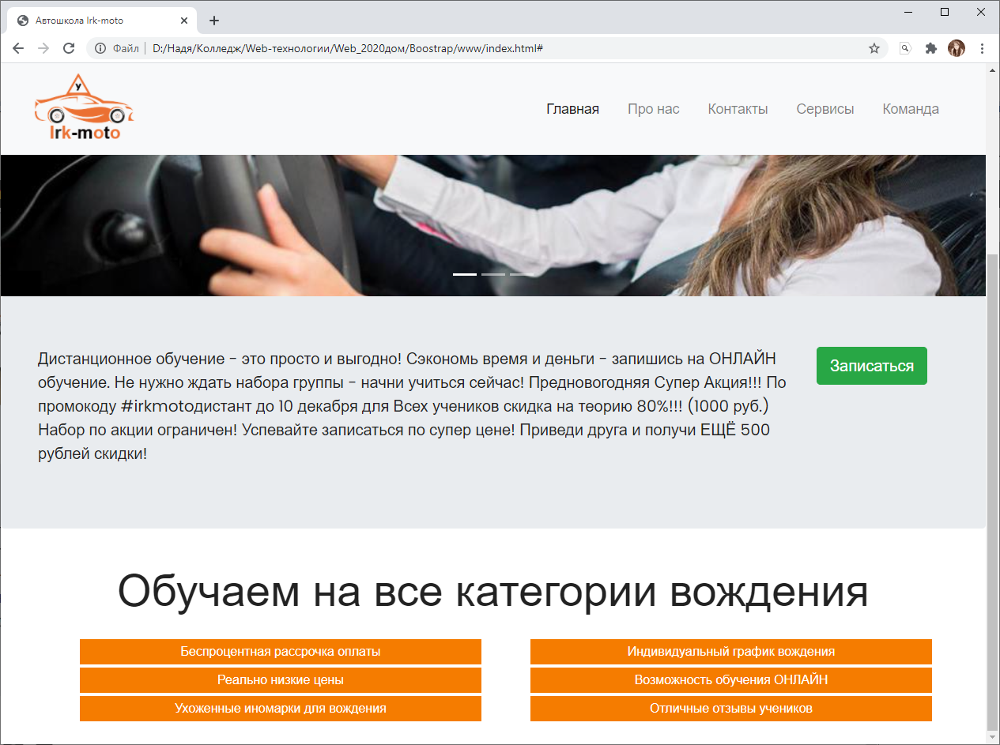 Автошкола Irk-moto
Файл
D:/Надя/Колледж/Web-технологии/Web_2020дом/Boostrap/www/index.html#
У
Irk-moto
Главная Про нас Контакты Сервисы Команда
Дистанционное обучение - это просто и выгодно! Сэкономь время и деньги - запишись на ОНЛАЙН
обучение. Не нужно ждать набора группы - начни учиться сейчас! Предновогодняя Супер Акция!!! По
промокоду #irkmotoдистант до 10 декабря для Всех учеников скидка на теорию 80%!!! (1000 руб.)
Набор по акции ограничен! Успевайте записаться по супер цене! Приведи друга и получи ЕЩЁ 500
рублей скидки!
Записаться
Обучаем на все категории вождения
Беспроцентная рассрочка оплаты
Реально низкие цены
Ухоженные иномарки для вождения
Индивидуальный график вождения
Возможность обучения ОНЛАЙН
Отличные отзывы учеников